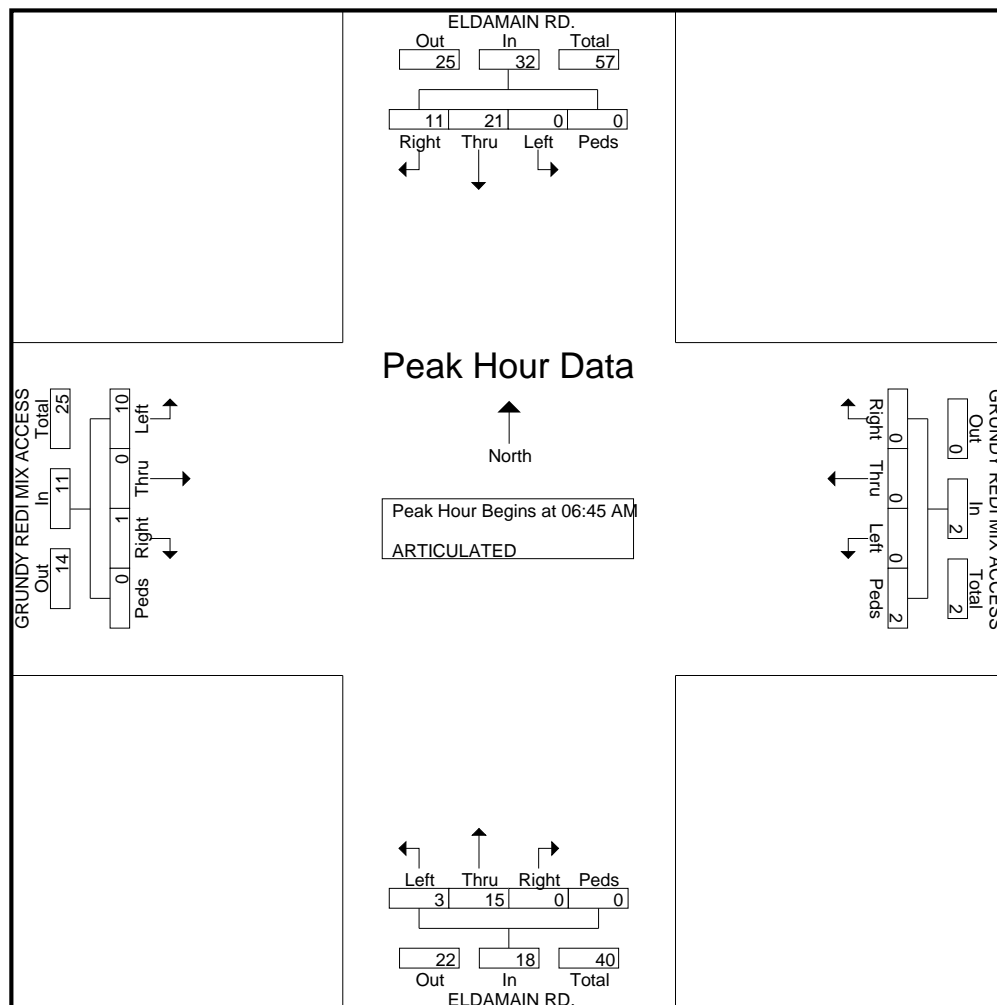 ELDAMAIN RD.
Out In Total
25 32 57
11 21 0 0
Right Thru Left Peds
Peak Hour Data
North
Peak Hour Begins at 06:45 AM
ARTICULATED
GRUNDY REDI MIX ACCESS
Out In Total
14 11 25
0 1 0 10
Peds Right Thru Left
GRUNDY REDI MIX ACCESS
Out In Total
0 2 2
0 0 0 2
Right Thru Left Peds
Left Thru Right Peds
3 15 0 0
22 18 40
Out In Total
ELDAMAIN RD.